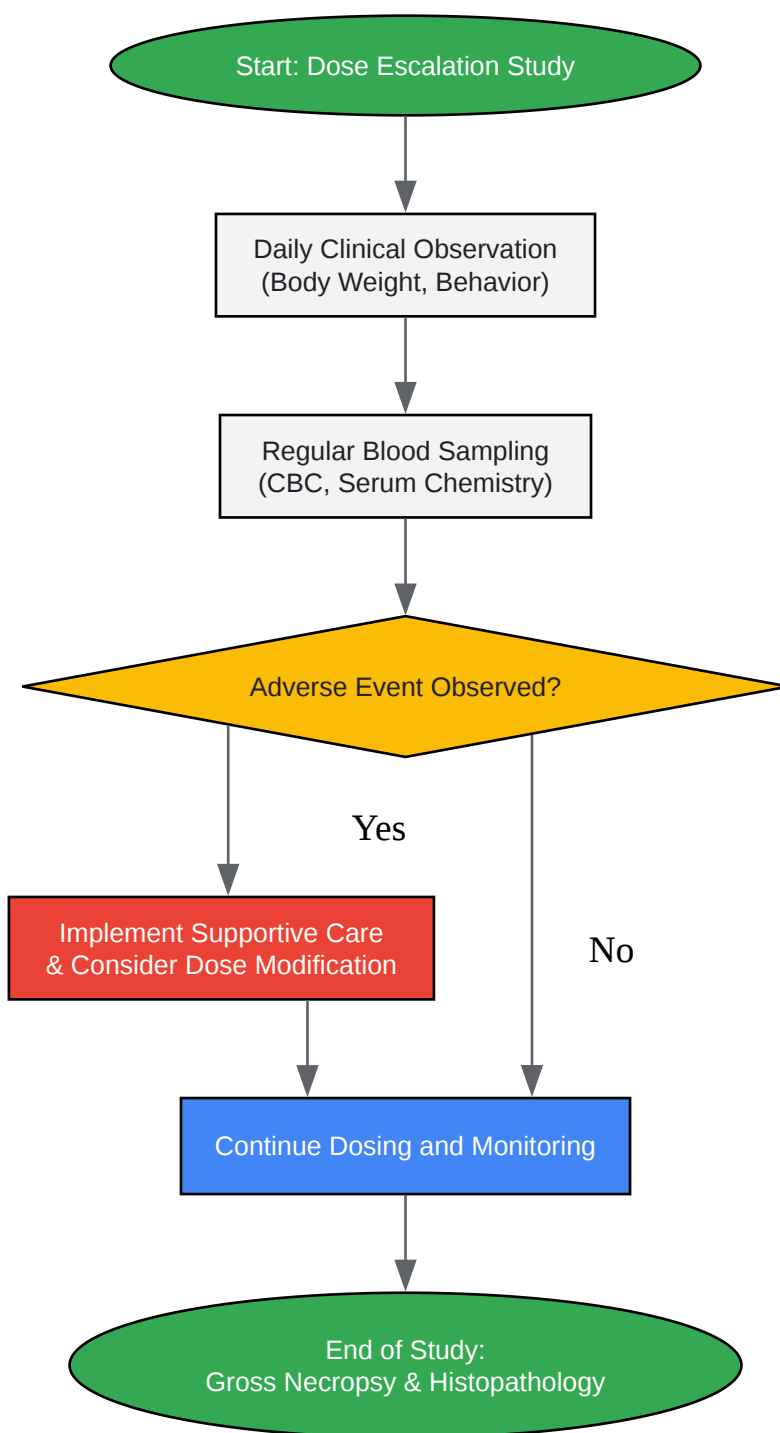 Start: Dose Escalation Study
Daily Clinical Observation
(Body Weight, Behavior)
Regular Blood Sampling
(CBC, Serum Chemistry)
Adverse Event Observed?
Yes
Implement Supportive Care
& Consider Dose Modification
No
Continue Dosing and Monitoring
End of Study:
Gross Necropsy & Histopathology